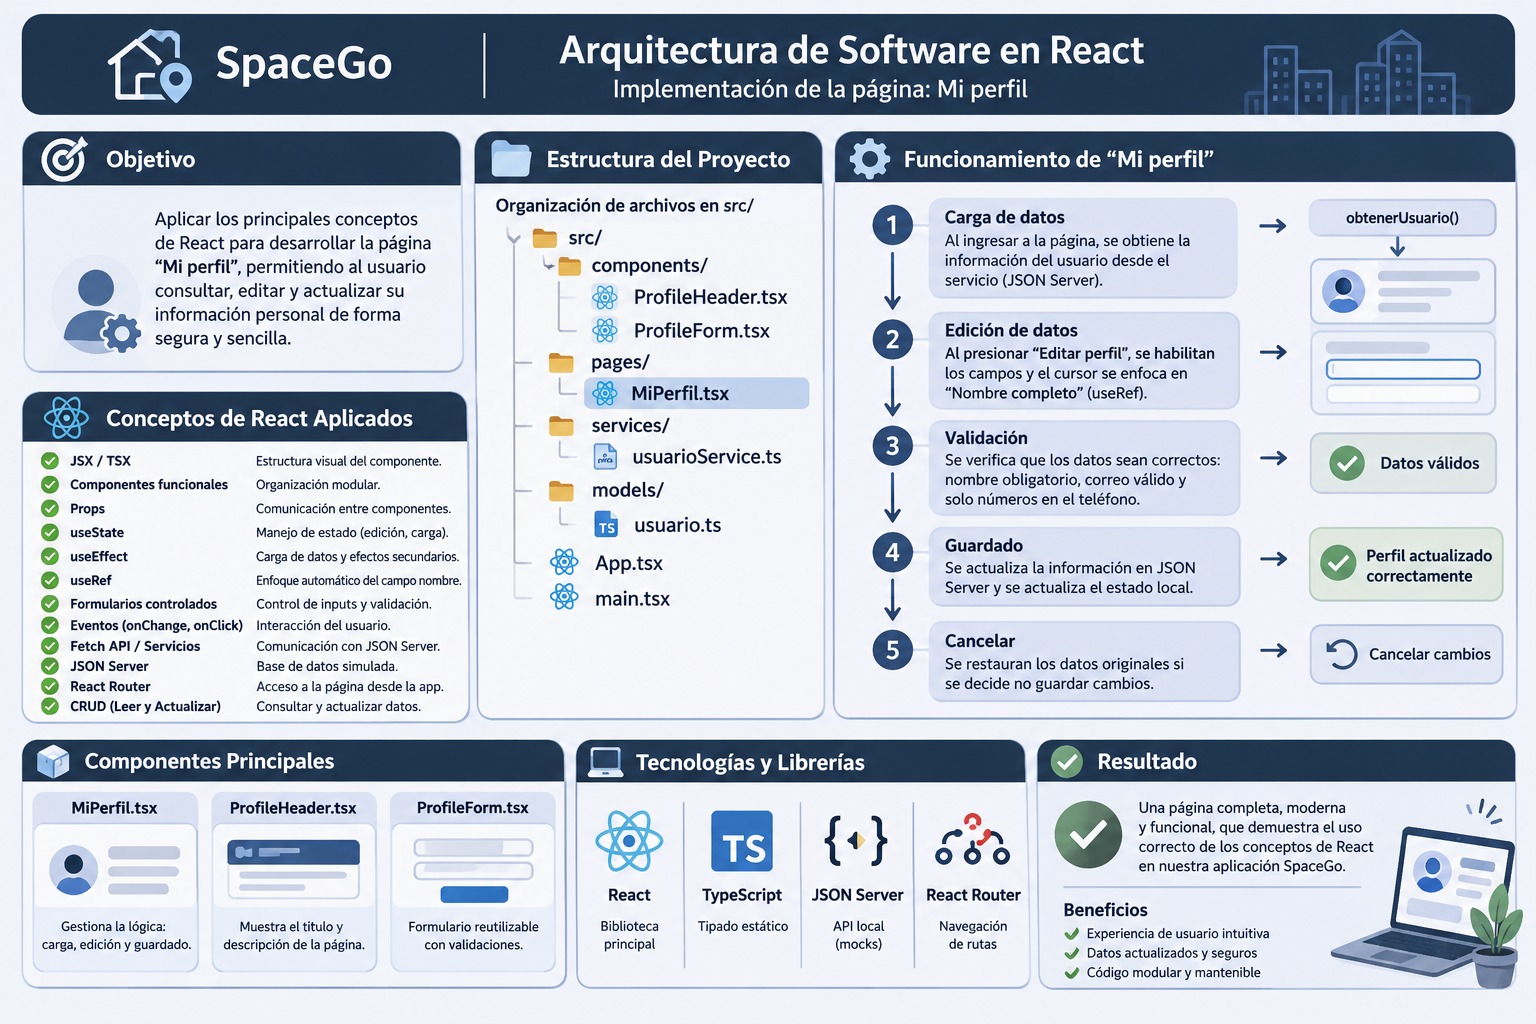 SpaceGo
Arquitectura de Software en React
Implementación de la página: Mi perfil
Objetivo
Aplicar los principales conceptos
de React para desarrollar la página
“Mi perfil”, permitiendo al usuario
consultar, editar y actualizar su
información personal de forma
segura y sencilla.
Conceptos de React Aplicados
JSX / TSX Estructura visual del componente.
Componentes funcionales Organización modular.
Props Comunicación entre componentes.
useState Manejo de estado (edición, carga).
useEffect Carga de datos y efectos secundarios.
useRef Enfoque automático del campo nombre.
Formularios controlados Control de inputs y validación.
Eventos (onChange, onClick) Interacción del usuario.
Fetch API / Servicios Comunicación con JSON Server.
JSON Server Base de datos simulada.
React Router Acceso a la página desde la app.
CRUD (Leer y Actualizar) Consultar y actualizar datos.
Estructura del Proyecto
Organización de archivos en src/
src/
components/
ProfileHeader.tsx
ProfileForm.tsx
pages/
MiPerfil.tsx
services/
usuarioService.ts
models/
TS usuario.ts
App.tsx
main.tsx
Funcionamiento de “Mi perfil”
1
Carga de datos
Al ingresar a la página, se obtiene la
información del usuario desde el
servicio (JSON Server).
obtenerUsuario()
2
Edición de datos
Al presionar “Editar perfil”, se habilitan
los campos y el cursor se enfoca en
“Nombre completo” (useRef).
3
Validación
Se verifica que los datos sean correctos:
nombre obligatorio, correo válido y
solo números en el teléfono.
Datos válidos
4
Guardado
Se actualiza la información en JSON
Server y se actualiza el estado local.
Perfil actualizado
correctamente
5
Cancelar
Se restauran los datos originales si
se decide no guardar cambios.
Cancelar cambios
Componentes Principales
MiPerfil.tsx
Gestiona la lógica:
carga, edición y guardado.
ProfileHeader.tsx
Muestra el título y
descripción de la página.
ProfileForm.tsx
Formulario reutilizable
con validaciones.
Tecnologías y Librerías
React
Biblioteca
principal
TS
TypeScript
Tipado estático
JSON Server
API local
(mocks)
React Router
Navegación
de rutas
Resultado
Una página completa, moderna
y funcional, que demuestra el uso
correcto de los conceptos de React
en nuestra aplicación SpaceGo.
Beneficios
Experiencia de usuario intuitiva
Datos actualizados y seguros
Código modular y mantenible